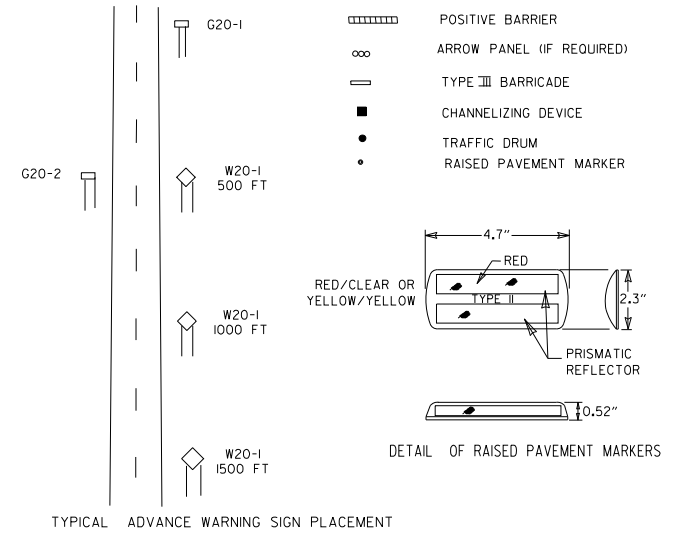 G20-1
G20-2
W20-1
500 FT
W20-1
1000 FT
W20-1
1500 FT
TYPICAL ADVANCE WARNING SIGN PLACEMENT
POSITIVE BARRIER
ARROW PANEL (IF REQUIRED)
TYPE III BARRICADE
CHANNELIZING DEVICE
TRAFFIC DRUM
RAISED PAVEMENT MARKER
4.7"
RED
RED/CLEAR OR
YELLOW/YELLOW
TYPE II
2.3"
PRISMATIC
REFLECTOR
0.52"
DETAIL OF RAISED PAVEMENT MARKERS